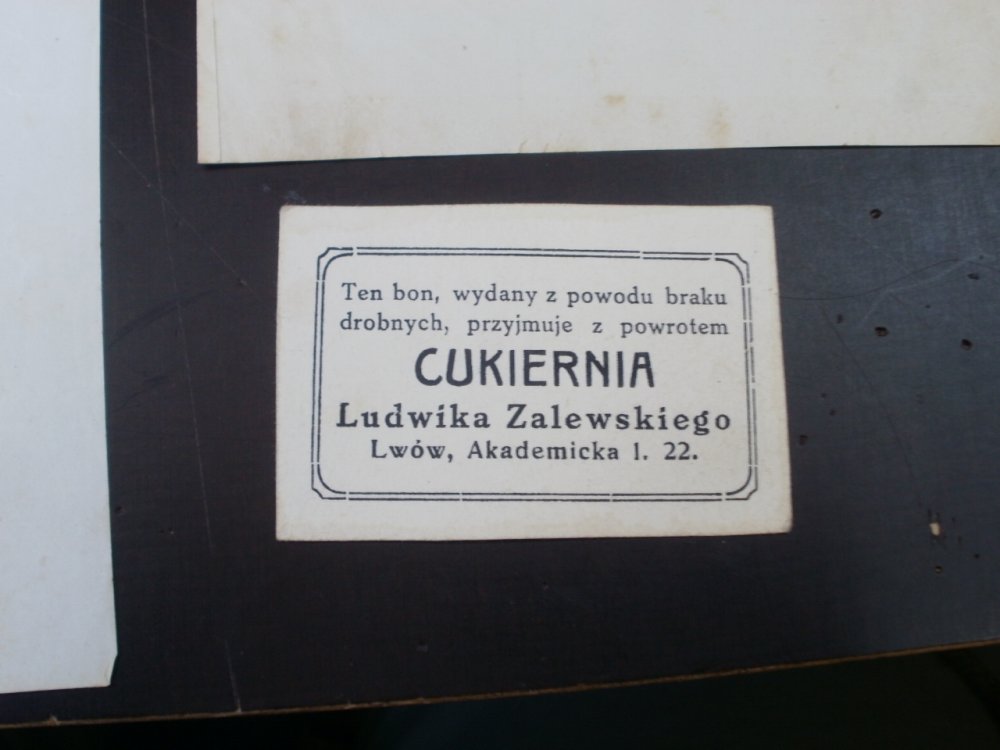 Ten bon, wydany z powodu braku
drobnych, przyjmuje z powrotem
CUKIERNIA
Ludwika Zalewskiego
Lwów, Akademicka l. 22.